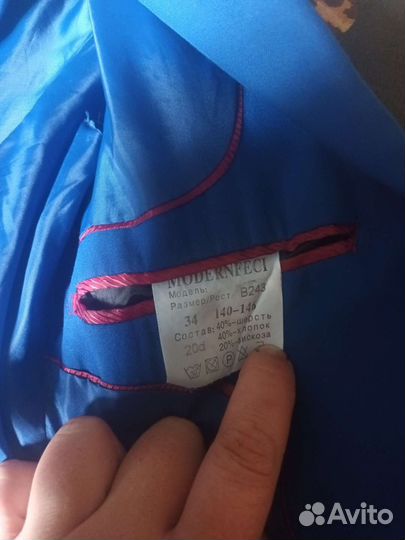 MODERNFECI
Модель: B243
Размер/Рост.
34 140-146
Состав: 40%-шерсть
40%-хлопок
20d 20%-вискоза
Avito